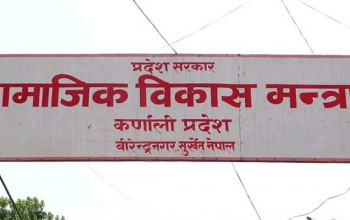 प्रदेश सरकार
ामाजिक विकास मन्त्रा
कर्णाली प्रदेश
वीरेन्द्रनगर,सुर्खेत नेपाल